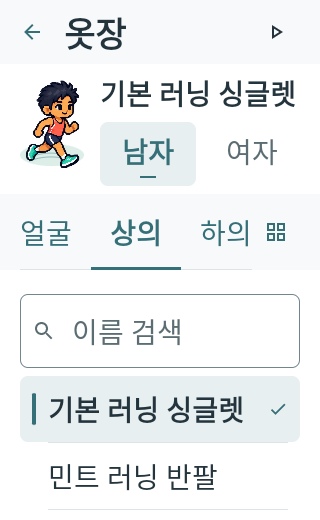 옷장
기본 러닝 싱글렛
남자 여자
얼굴 상의 하의
이름 검색
기본 러닝 싱글렛
민트 러닝 반팔